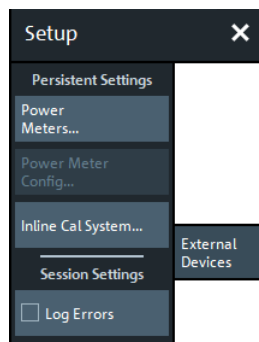 Setup
Persistent Settings
Power
Meters...
Power Meter
Config...
Inline Cal System...
External
Devices
Session Settings
Log Errors